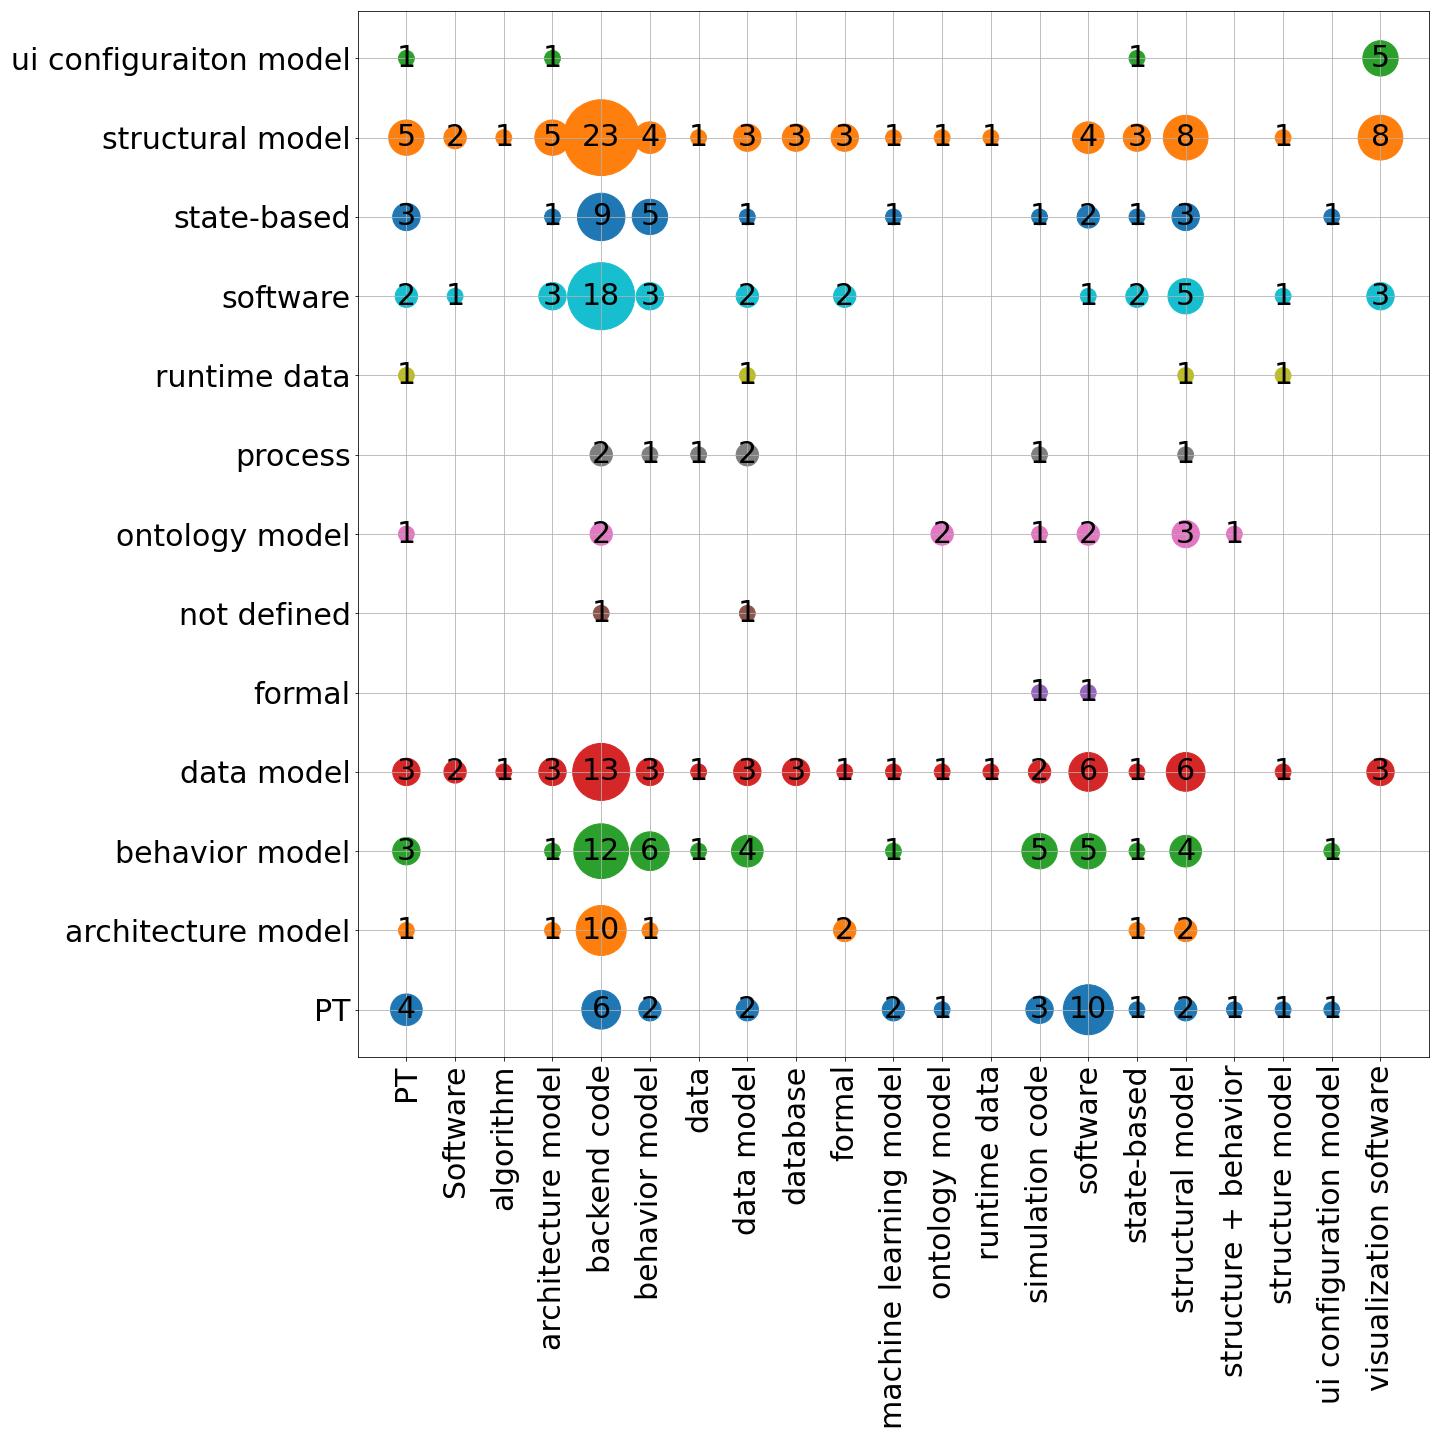 ui configuraiton model 1 1 1 5
structural model 5 2 1 5 23 4 1 3 3 3 1 1 1 4 3 8 1 8
state-based 3 1 9 5 1 1 1 2 1 3 1
software 2 1 3 18 3 2 2 1 2 5 1 3
runtime data 1 1 1 1
process 2 1 1 2 1 1
ontology model 1 2 2 1 2 3 1
not defined 1 1
formal 1 1
data model 3 2 1 3 13 3 1 3 3 1 1 1 1 2 6 1 6 1 3
behavior model 3 1 12 6 1 4 1 5 5 1 4 1
architecture model 1 1 10 1 2 1 2
PT 4 6 2 2 2 1 3 10 1 2 1 1 1
PT
Software
algorithm
architecture model
backend code
behavior model
data
data model
database
formal
machine learning model
ontology model
runtime data
simulation code
software
state-based
structural model
structure + behavior
structure model
ui configuration model
visualization software